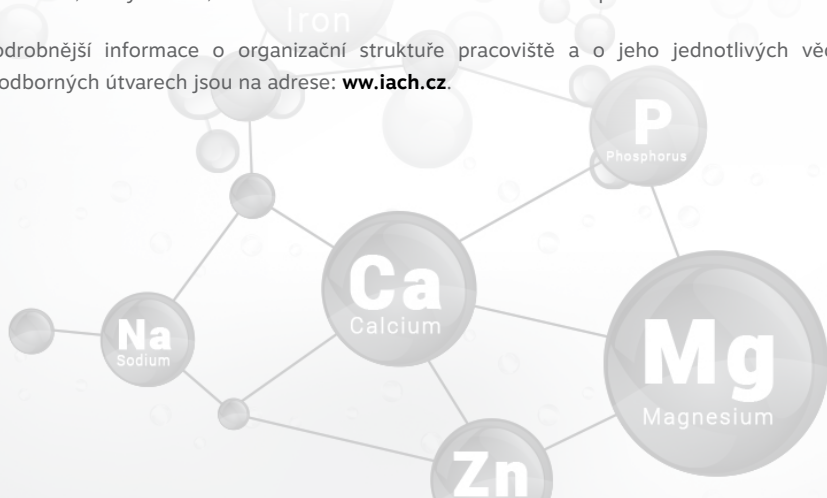 Iron
odrobnější informace o organizační struktuře pracoviště a o jeho jednotlivých věd
odborných útvarech jsou na adrese: ww.iach.cz.
P
Phosphorus
Ca
Calcium
Na
Sodium
Mg
Magnesium
Zn